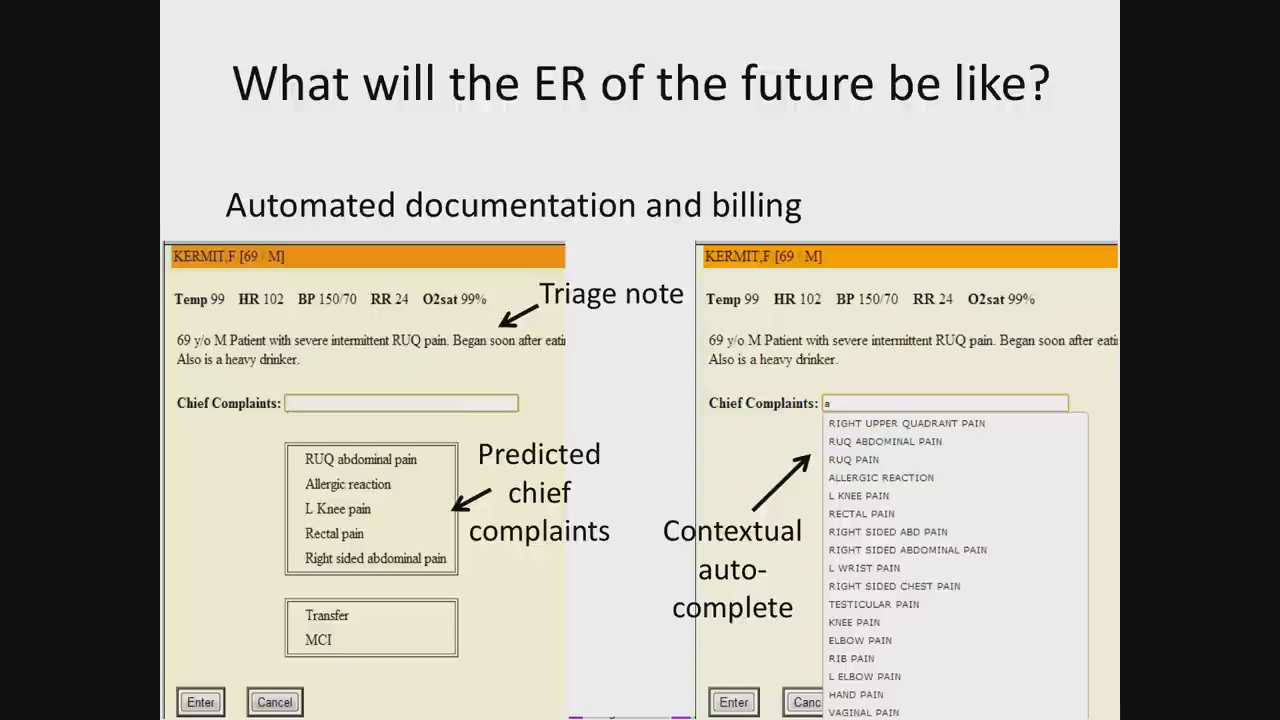 What will the ER of the future be like?
Automated documentation and billing
KERMIT,F [69 / M]
Temp 99 HR 102 BP 150/70 RR 24 O2sat 99%
Triage note
69 y/o M Patient with severe intermittent RUQ pain. Began soon after eati
Also is a heavy drinker.
Chief Complaints:
RUQ abdominal pain
Allergic reaction
L Knee pain
Rectal pain
Right sided abdominal pain
Predicted
chief
complaints
Transfer
MCI
Enter Cancel
KERMIT,F [69 / M]
Temp 99 HR 102 BP 150/70 RR 24 O2sat 99%
69 y/o M Patient with severe intermittent RUQ pain. Began soon after eati
Also is a heavy drinker.
Chief Complaints: a
RIGHT UPPER QUADRANT PAIN
RUQ ABDOMINAL PAIN
RUQ PAIN
ALLERGIC REACTION
L KNEE PAIN
RECTAL PAIN
RIGHT SIDED ABD PAIN
RIGHT SIDED ABDOMINAL PAIN
L WRIST PAIN
RIGHT SIDED CHEST PAIN
TESTICULAR PAIN
KNEE PAIN
ELBOW PAIN
RIB PAIN
L ELBOW PAIN
HAND PAIN
VAGINAL PAIN
Contextual
auto-
complete
Enter Canc